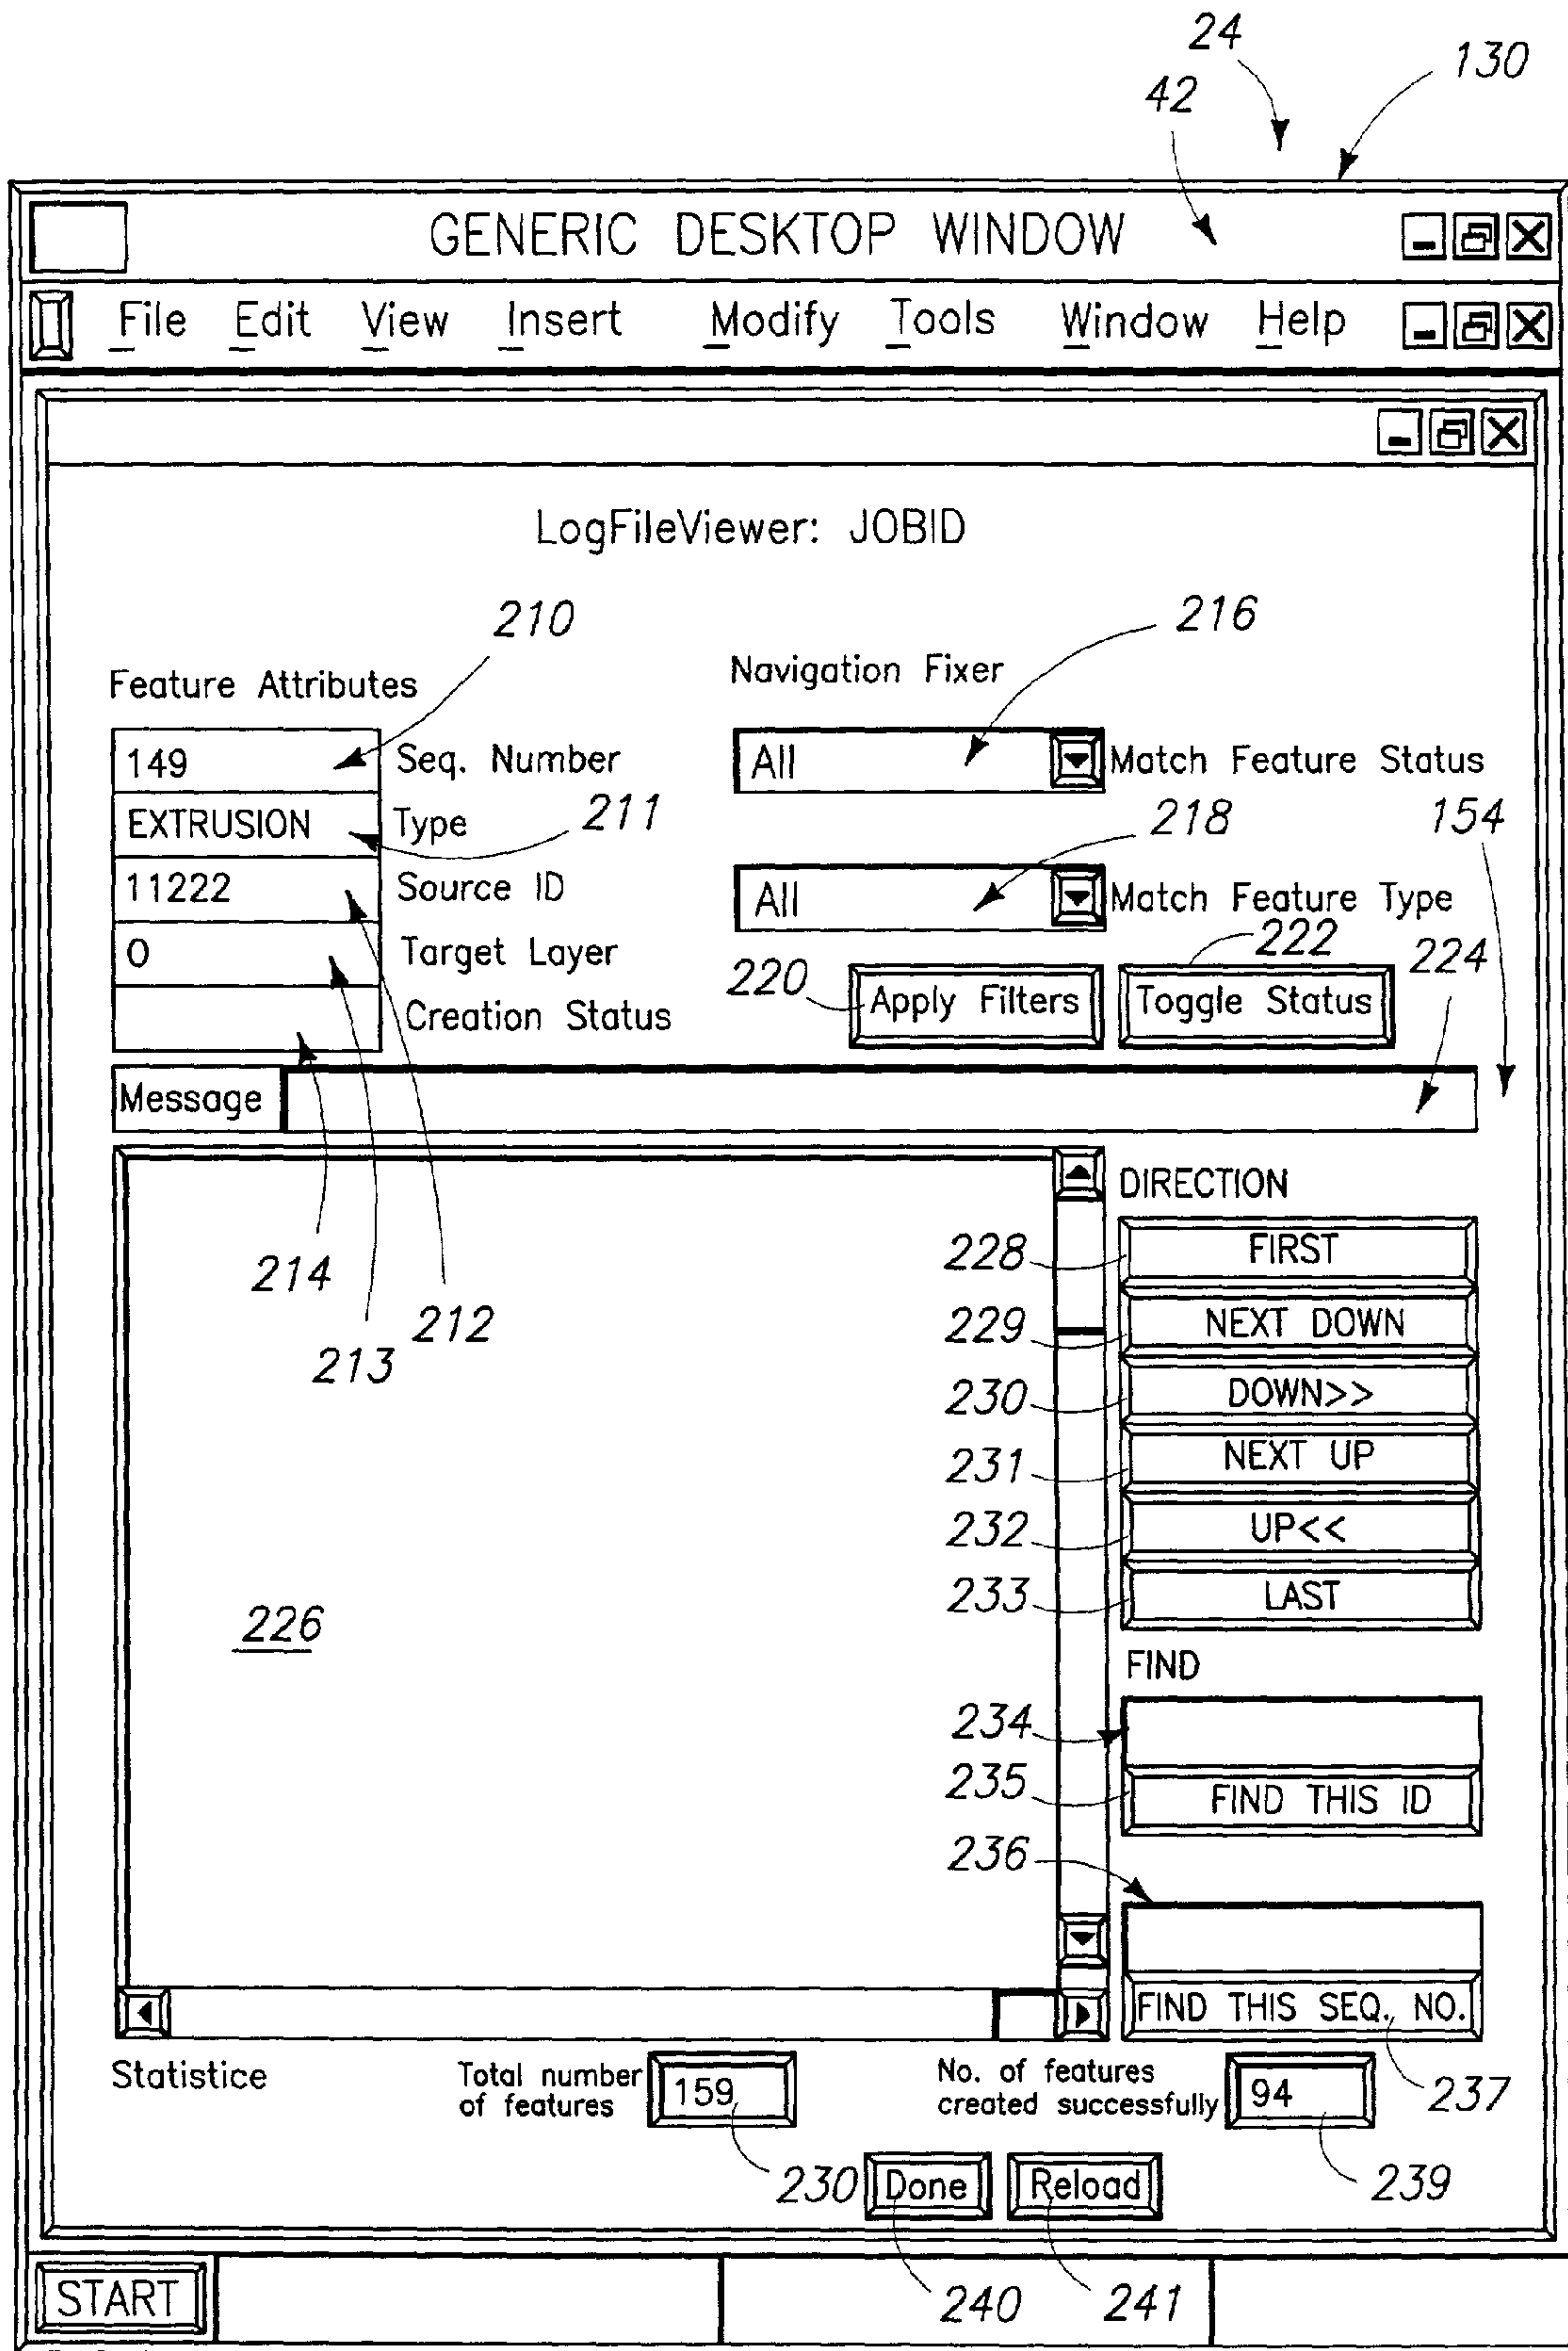 24
130
42
GENERIC DESKTOP WINDOW
File Edit View Insert Modify Tools Window Help
LogFileViewer: JOBID
210
216
Feature Attributes
Navigation Fixer
149 Seq. Number
All Match Feature Status
EXTRUSION Type 211
218
154
11222 Source ID
All Match Feature Type
0 Target Layer
222
224
220 Apply Filters Toggle Status
Creation Status
Message
DIRECTION
214
212
213
228 FIRST
229 NEXT DOWN
230 DOWN>>
231 NEXT UP
232 UP<<
233 LAST
226
FIND
234
235 FIND THIS ID
236
FIND THIS SEQ. NO.
Statistice
Total number
of features
159
No. of features
created successfully
94
237
230
Done
Reload
239
START
240
241